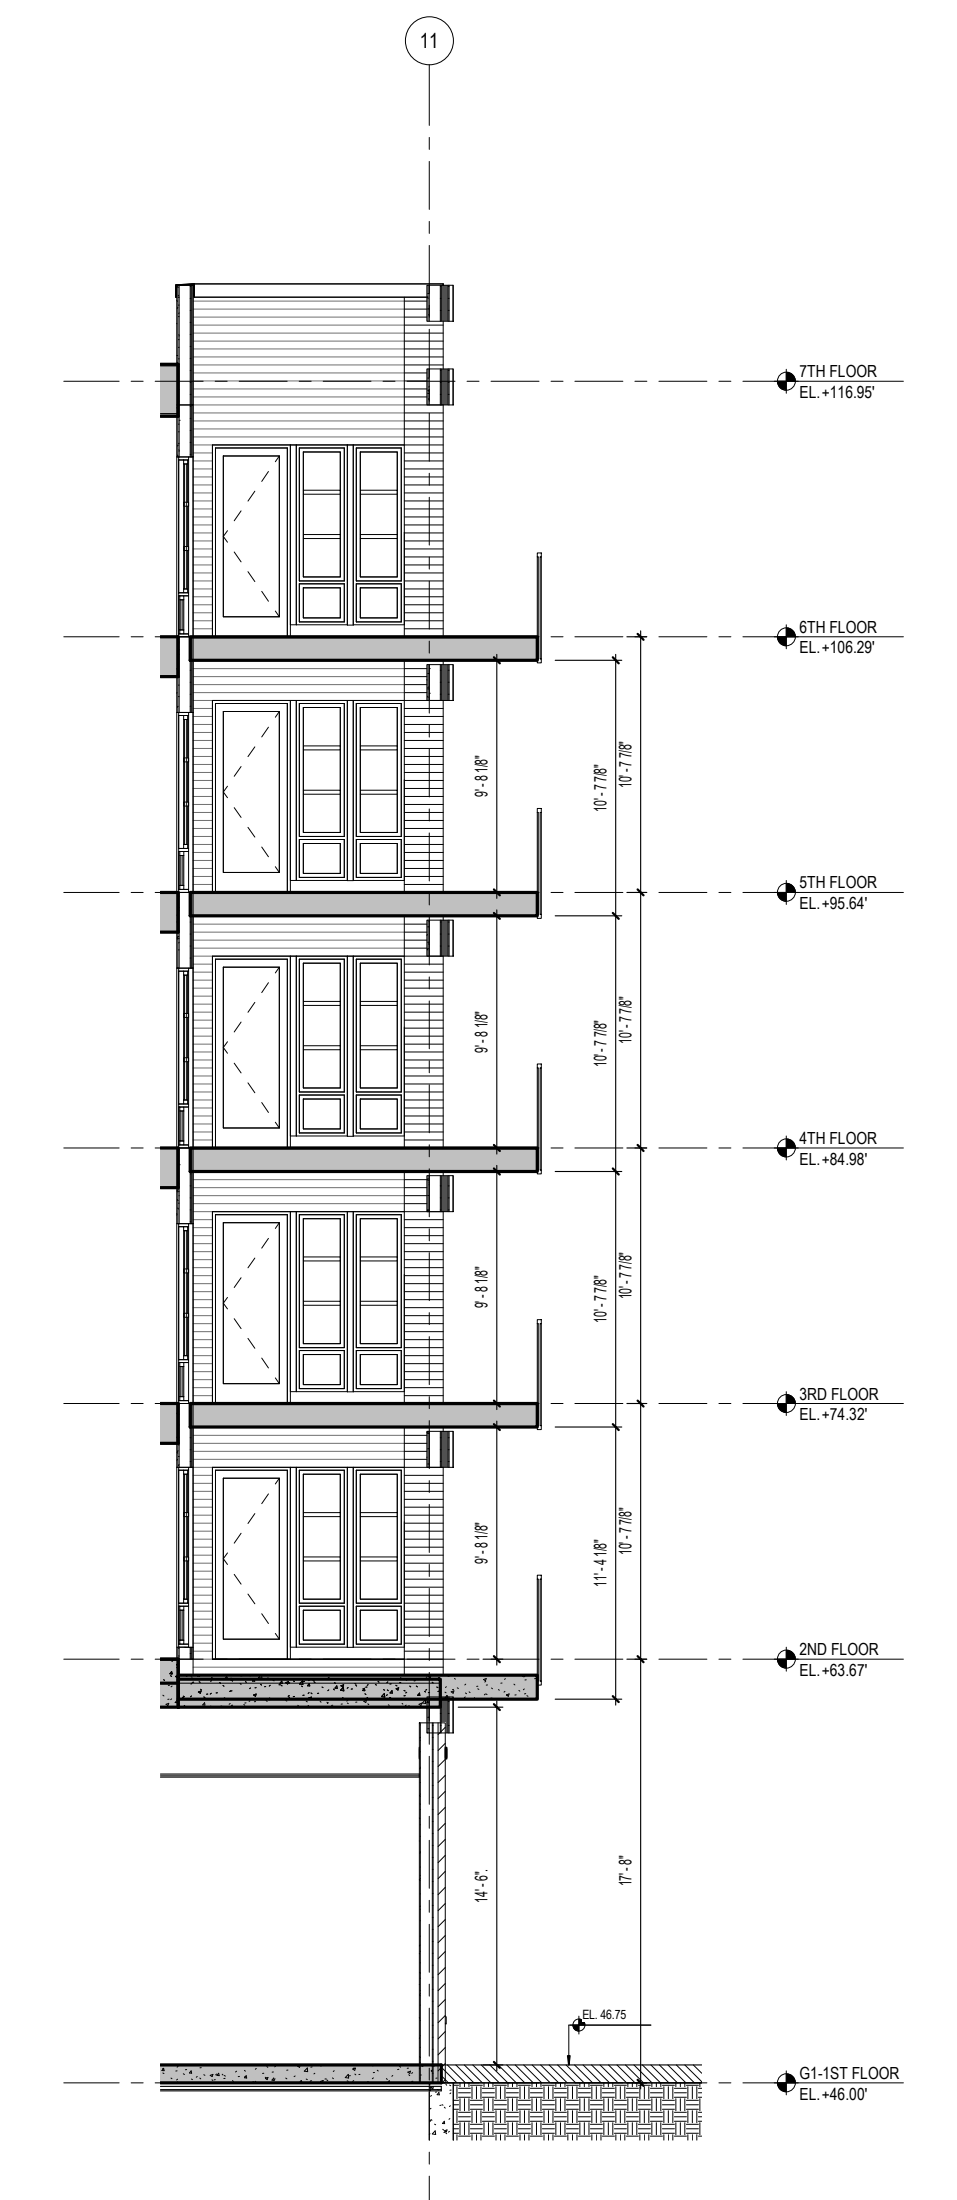 11
7TH FLOOR
EL.+116.95'
6TH FLOOR
EL.+106.29'
9'-8 1/8"
10'-7 7/8"
10'-7 7/8"
5TH FLOOR
EL.+95.64'
9'-8 1/8"
10'-7 7/8"
10'-7 7/8"
4TH FLOOR
EL.+84.98'
9'-8 1/8"
10'-7 7/8"
10'-7 7/8"
3RD FLOOR
EL.+74.32'
9'-8 1/8"
11'-4 1/8"
10'-7 7/8"
2ND FLOOR
EL.+63.67'
14'-6".
17'-8"
EL. 46.75
G1-1ST FLOOR
EL.+46.00'